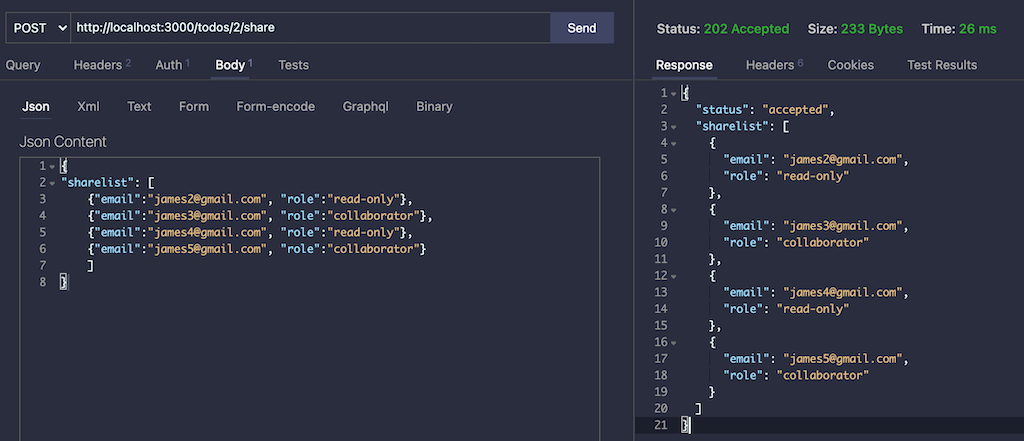 POST http://localhost:3000/todos/2/share Send
Query Headers 2 Auth 1 Body 1 Tests
Json Xml Text Form Form-encode Graphql Binary
Json Content
1 {
2 "sharelist": [
3 {"email":"james2@gmail.com", "role":"read-only"},
4 {"email":"james3@gmail.com", "role":"collaborator"},
5 {"email":"james4@gmail.com", "role":"read-only"},
6 {"email":"james5@gmail.com", "role":"collaborator"}
7 ]
8 }
Status: 202 Accepted Size: 233 Bytes Time: 26 ms
Response Headers 6 Cookies Test Results
1 {
2 "status": "accepted",
3 "sharelist": [
4 {
5 "email": "james2@gmail.com",
6 "role": "read-only"
7 },
8 {
9 "email": "james3@gmail.com",
10 "role": "collaborator"
11 },
12 {
13 "email": "james4@gmail.com",
14 "role": "read-only"
15 },
16 {
17 "email": "james5@gmail.com",
18 "role": "collaborator"
19 }
20 ]
21 }